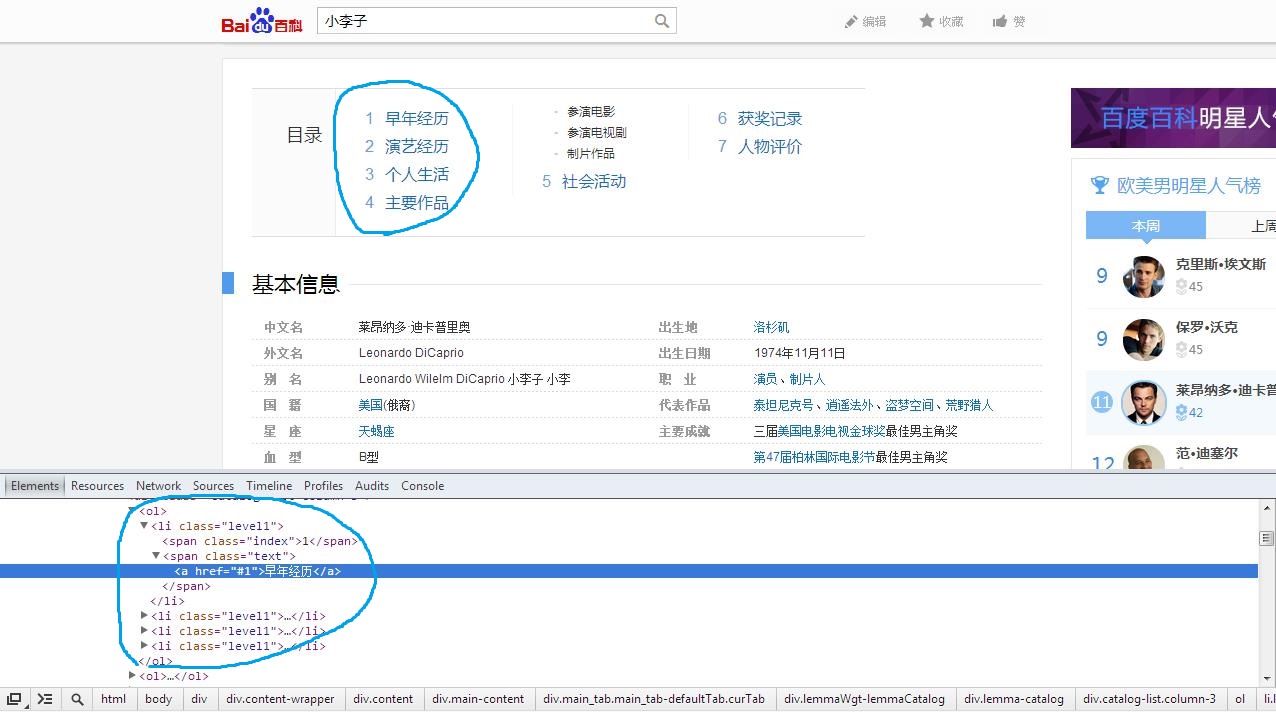 Bai du 百科
小李子
编辑 收藏 赞
目录
1 早年经历
2 演艺经历
3 个人生活
4 主要作品
- 参演电影
- 参演电视剧
- 制片作品
5 社会活动
6 获奖记录
7 人物评价
百度百科明星人
欧美男明星人气榜
本周 上周
9 克里斯•埃文斯
45
9 保罗•沃克
45
11 莱昂纳多•迪卡普
42
12 范•迪塞尔
基本信息
中文名 莱昂纳多·迪卡普里奥 出生地 洛杉矶
外文名 Leonardo DiCaprio 出生日期 1974年11月11日
别 名 Leonardo Wilelm DiCaprio 小李子 小李 职 业 演员、制片人
国 籍 美国(俄裔) 代表作品 泰坦尼克号、逍遥法外、盗梦空间、荒野猎人
星 座 天蝎座 主要成就 三届美国电影电视金球奖最佳男主角奖
血 型 B型 第47届柏林国际电影节最佳男主角奖
Elements Resources Network Sources Timeline Profiles Audits Console
<ol>
<li class="level1">
<span class="index">1</span>
<span class="text">
<a href="#1">早年经历</a>
</span>
</li>
<li class="level1">…</li>
<li class="level1">…</li>
<li class="level1">…</li>
</ol>
<ol>…</ol>
html body div div.content-wrapper div.content div.main-content div.main_tab.main_tab-defaultTab.curTab div.lemmaWgt-lemmaCatalog div.lemma-catalog div.catalog-list.column-3 ol li.l